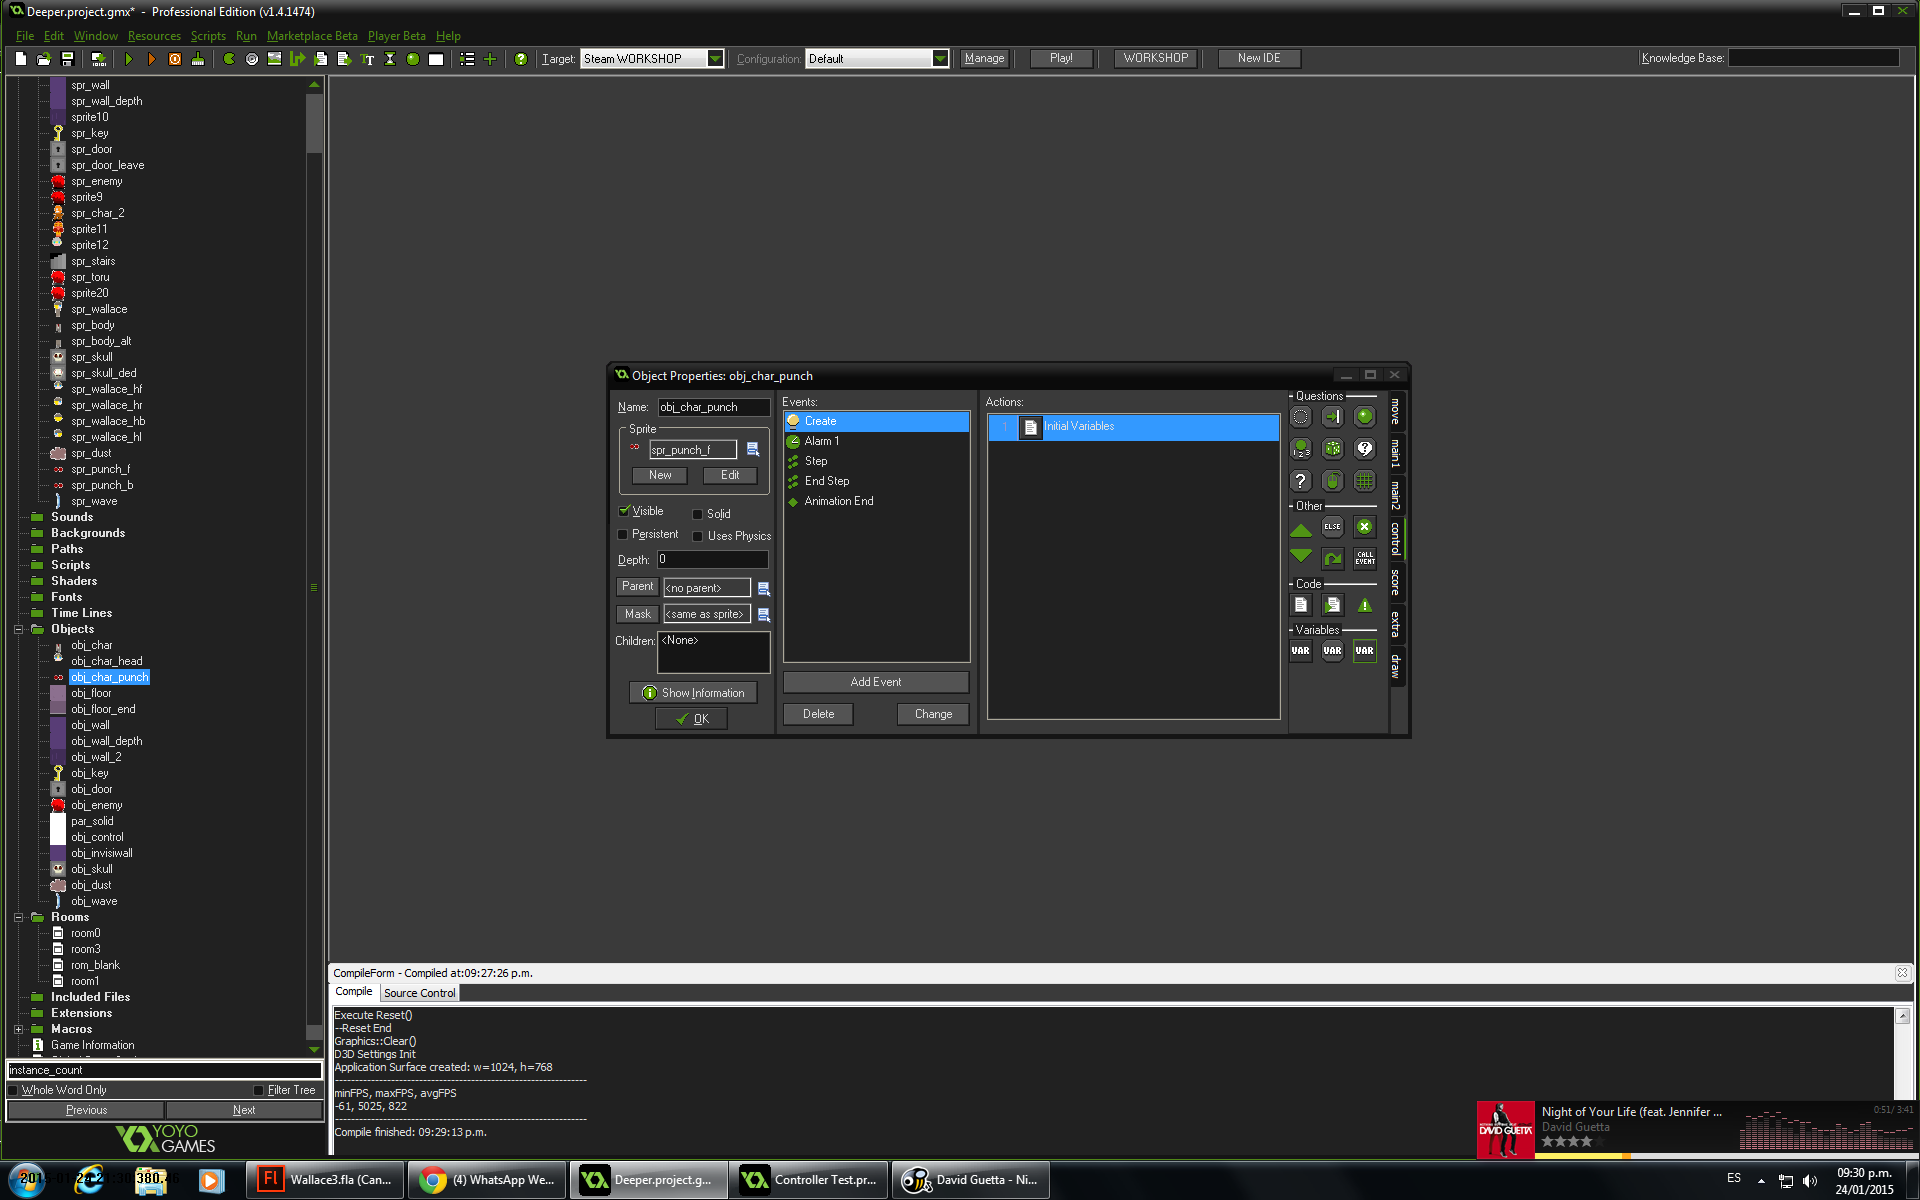 Deeper.project.gmx* - Professional Edition (v1.4.1474)
File Edit Window Resources Scripts Run Marketplace Beta Player Beta Help
Target: Steam WORKSHOP Configuration: Default Manage Play! WORKSHOP New IDE Knowledge Base:
spr_wall
spr_wall_depth
sprite10
spr_key
spr_door
spr_door_leave
spr_enemy
sprite9
spr_char_2
sprite11
sprite12
spr_stairs
spr_toru
sprite20
spr_wallace
spr_body
spr_body_alt
spr_skull
spr_skull_ded
spr_wallace_hf
spr_wallace_hr
spr_wallace_hb
spr_wallace_hl
spr_dust
spr_punch_f
spr_punch_b
spr_wave
Sounds
Backgrounds
Paths
Scripts
Shaders
Fonts
Time Lines
Objects
obj_char
obj_char_head
obj_char_punch
obj_floor
obj_floor_end
obj_wall
obj_wall_depth
obj_wall_2
obj_key
obj_door
obj_enemy
par_solid
obj_control
obj_invisiwall
obj_skull
obj_dust
obj_wave
Rooms
room0
room3
rom_blank
room1
Included Files
Extensions
Macros
Game Information
instance_count
Whole Word Only Filter Tree
Previous Next
YOYO
GAMES
Object Properties: obj_char_punch
Name: obj_char_punch
Sprite
spr_punch_f
New Edit
Visible Solid
Persistent Uses Physics
Depth: 0
Parent <no parent>
Mask <same as sprite>
Children: <None>
Show Information
OK
Events:
Create
Alarm 1
Step
End Step
Animation End
Add Event
Delete Change
Actions:
1 Initial Variables
Questions
1 2 3
Other
ELSE
CALL EVENT
Code
Variables
VAR VAR VAR
move
main1
main2
control
score
extra
draw
CompileForm - Compiled at:09:27:26 p.m.
Compile Source Control
Execute Reset()
--Reset End
Graphics::Clear()
D3D Settings Init
Application Surface created: w=1024, h=768
minFPS, maxFPS, avgFPS
-61, 5025, 822
Compile finished: 09:29:13 p.m.
DAVID GUETTA
Night of Your Life (feat. Jennifer ...
David Guetta
0:51/ 3:41
Wallace3.fla (Can...
(4) WhatsApp We...
Deeper.project.g...
Controller Test.pr...
David Guetta - Ni...
ES
09:30 p.m.
24/01/2015